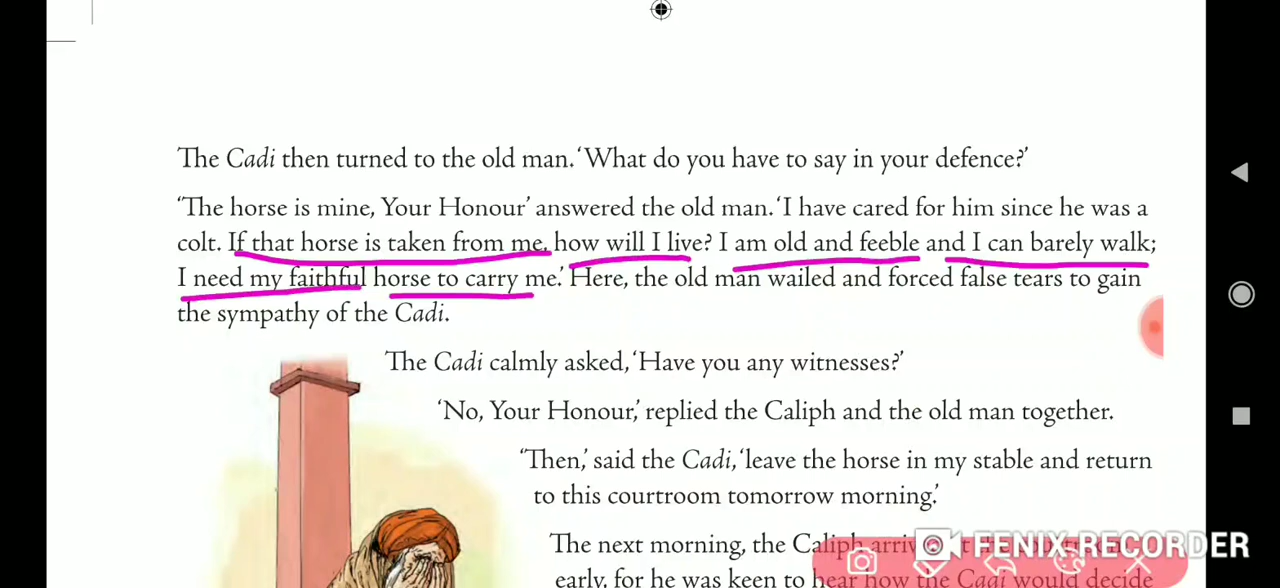 The Cadi then turned to the old man. ‘What do you have to say in your defence?’
‘The horse is mine, Your Honour’ answered the old man. ‘I have cared for him since he was a
colt. If that horse is taken from me, how will I live? I am old and feeble and I can barely walk;
I need my faithful horse to carry me.’ Here, the old man wailed and forced false tears to gain
the sympathy of the Cadi.
The Cadi calmly asked, ‘Have you any witnesses?’
‘No, Your Honour,’ replied the Caliph and the old man together.
‘Then,’ said the Cadi, ‘leave the horse in my stable and return
to this courtroom tomorrow morning.’
The next morning, the Caliph
early, for he was keen to hear how the Cadi would decide
FENIX-RECORDER